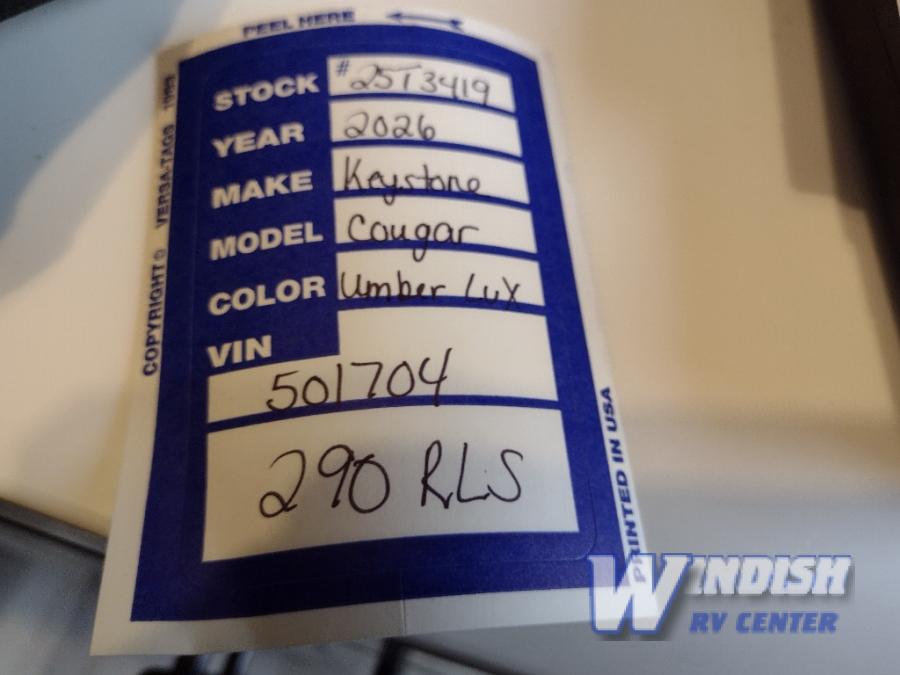 PEEL HERE
STOCK #25T3419
YEAR 2026
MAKE Keystone
MODEL Cougar
COLOR Umber Lux
VIN
501704
290 RLS
COPYRIGHT © VERSA-TAGS 1999
PRINTED IN USA
WINDISH
RV CENTER